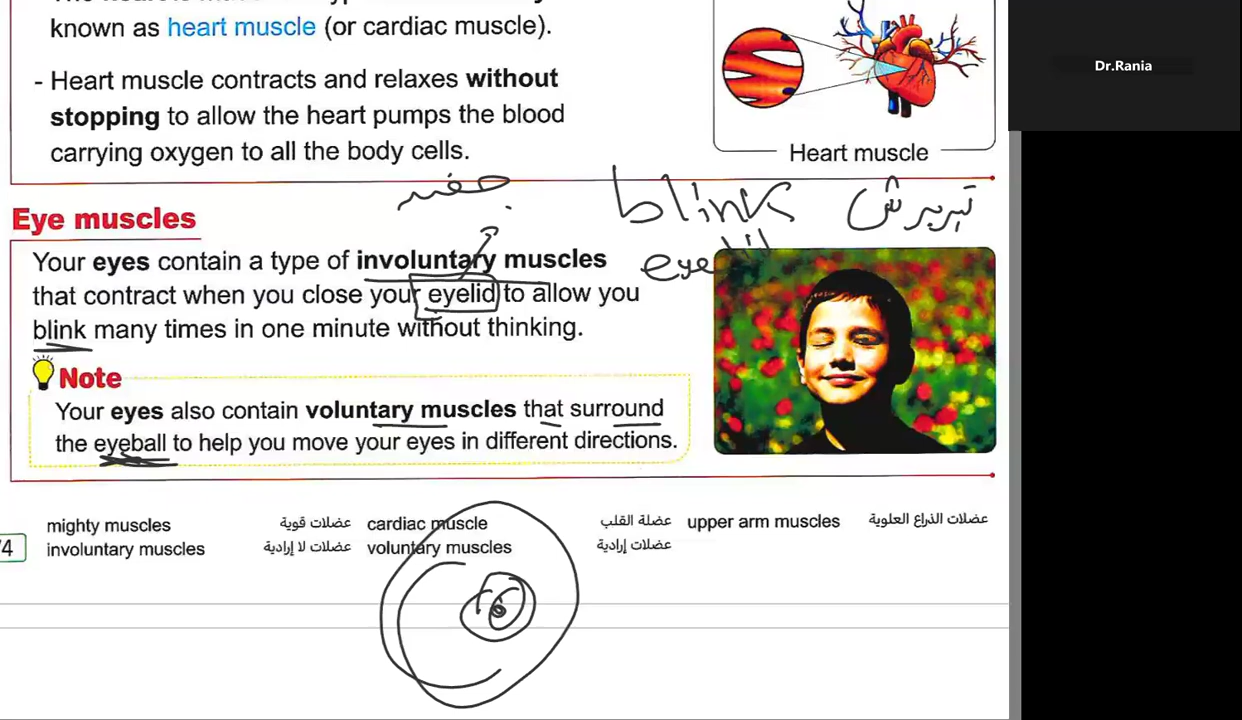 known as heart muscle (or cardiac muscle).
- Heart muscle contracts and relaxes without
stopping to allow the heart pumps the blood
carrying oxygen to all the body cells.
Heart muscle
Dr.Rania
جفن
blink تبربش
Eye muscles
Your eyes contain a type of involuntary muscles
that contract when you close your eyelid to allow you
blink many times in one minute without thinking.
Note
Your eyes also contain voluntary muscles that surround
the eyeball to help you move your eyes in different directions.
mighty muscles عضلات قوية cardiac muscle عضلة القلب upper arm muscles عضلات الذراع العلوية
involuntary muscles عضلات لا إرادية voluntary muscles عضلات إرادية